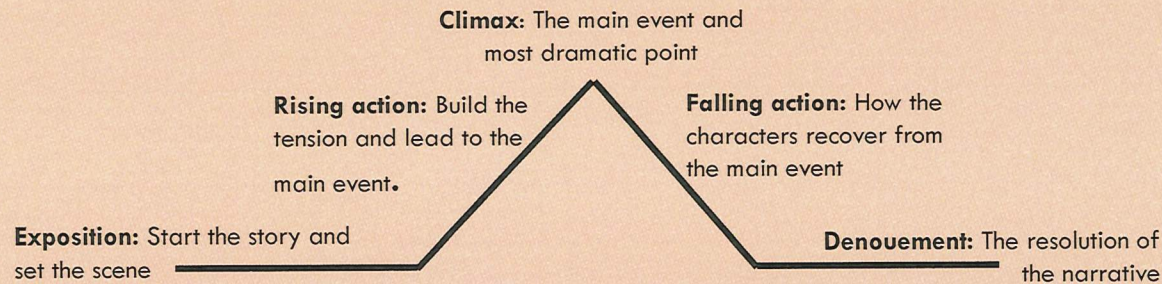 Climax: The main event and
most dramatic point
Rising action: Build the
tension and lead to the
main event.
Falling action: How the
characters recover from
the main event
Exposition: Start the story and
set the scene
Denouement: The resolution of
the narrative